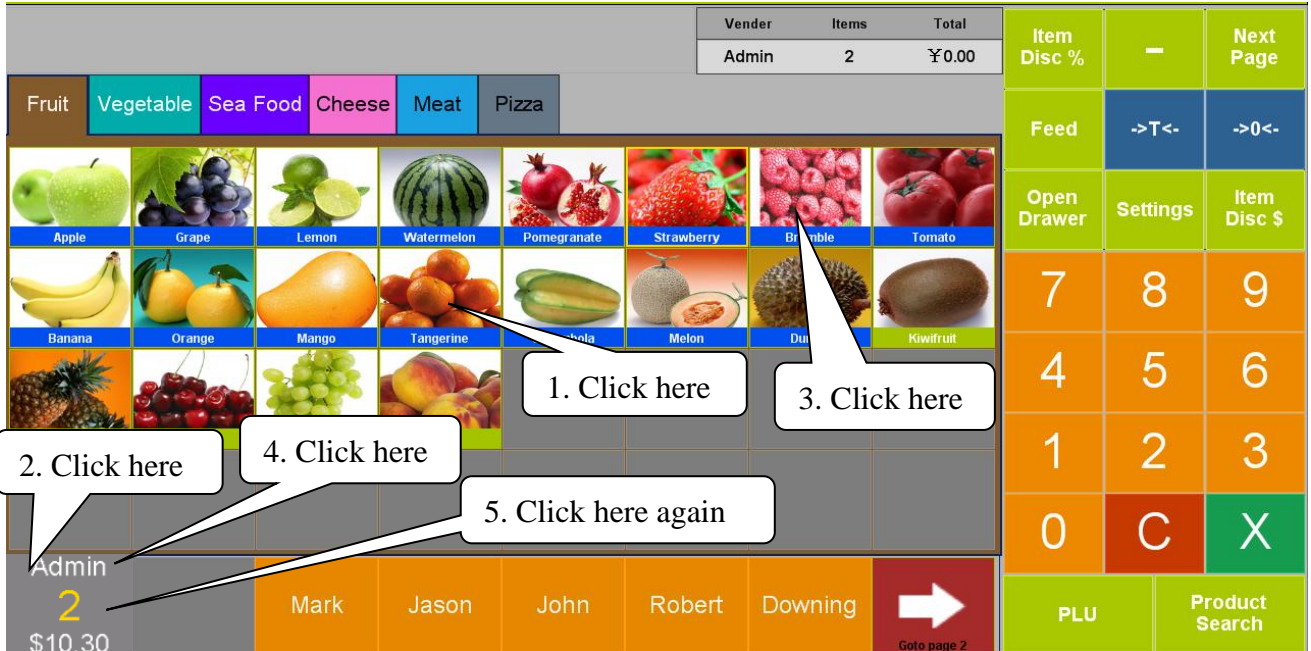 Vender Items Total
Admin 2 ¥0.00
Item Disc %
–
Next Page
Fruit Vegetable Sea Food Cheese Meat Pizza
Feed ->T<- ->0<-
Open Drawer
Settings
Item Disc $
Apple Grape Lemon Watermelon Pomegranate Strawberry Tomato
7 8 9
Banana Orange Mango Tangerine Melon Kiwifruit
1. Click here
3. Click here
4 5 6
2. Click here
4. Click here
1 2 3
5. Click here again
0 C X
Admin
2
$10.30
Mark Jason John Robert Downing
Goto page 2
PLU
Product Search